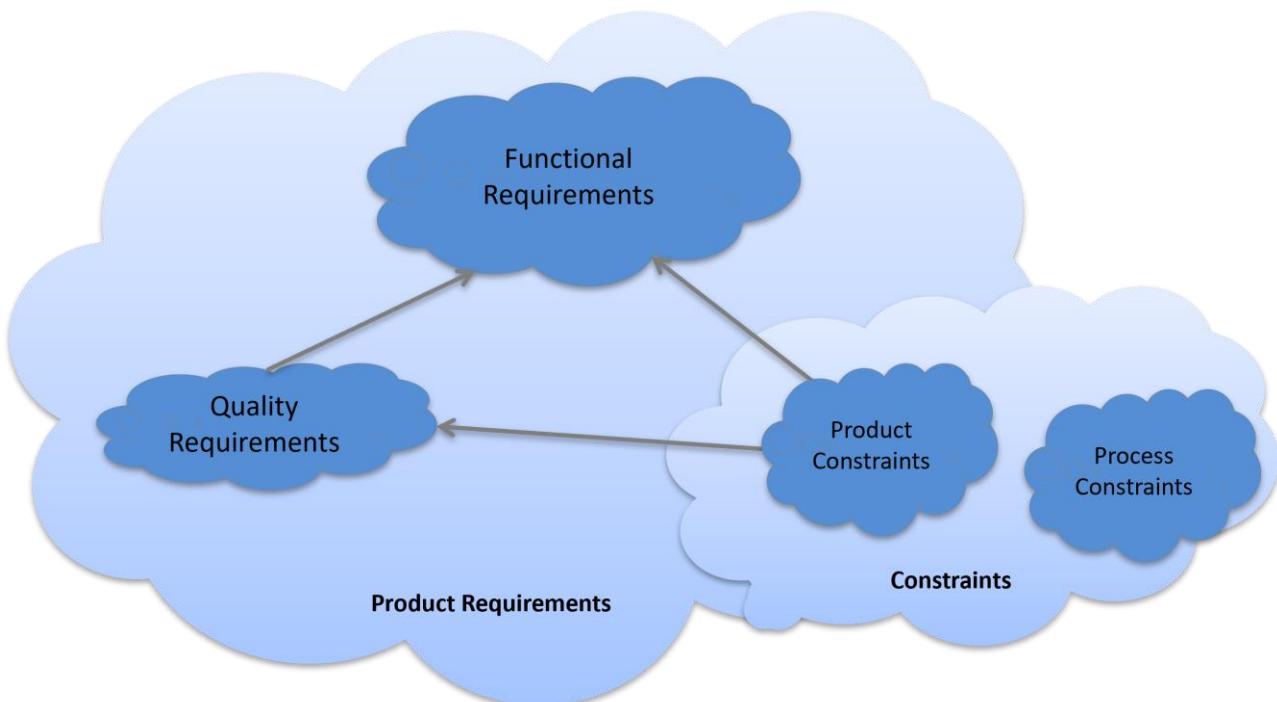 Functional
Requirements
Quality
Requirements
Product
Constraints
Process
Constraints
Constraints
Product Requirements